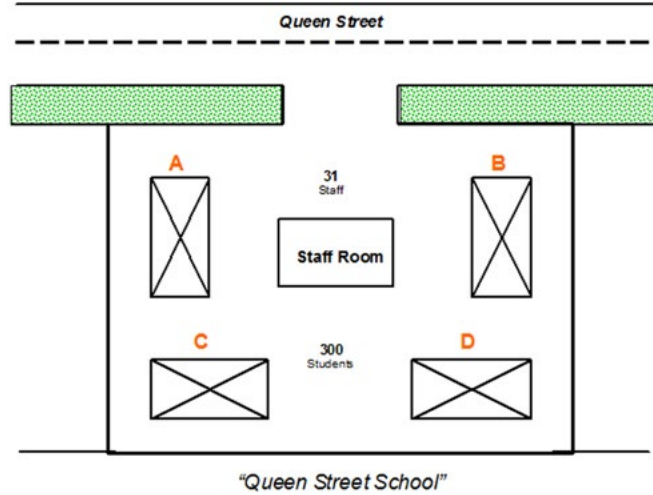 Queen Street
A
B
31
Staff
Staff Room
C
300
Students
D
"Queen Street School"